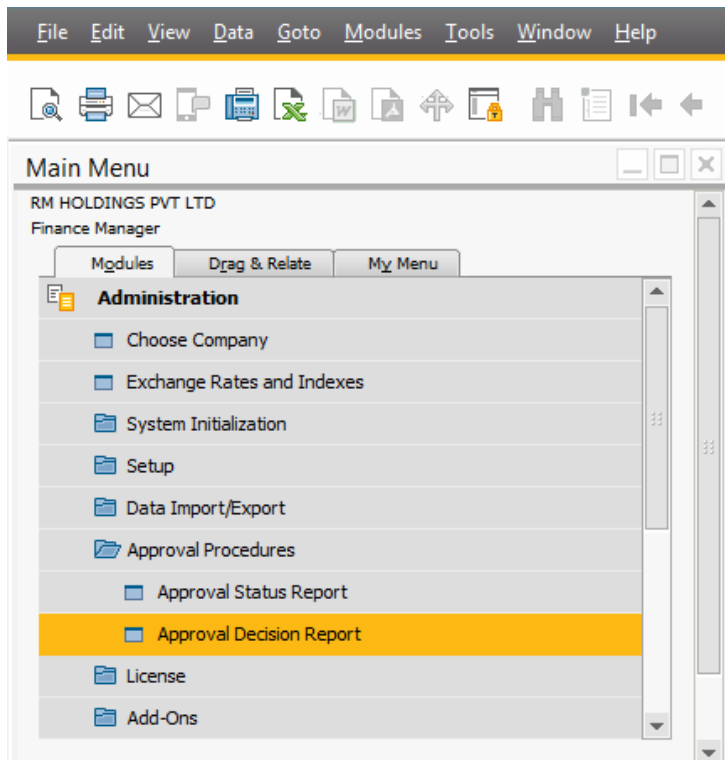 File Edit View Data Goto Modules Tools Window Help
Main Menu
RM HOLDINGS PVT LTD
Finance Manager
Modules Drag & Relate My Menu
Administration
Choose Company
Exchange Rates and Indexes
System Initialization
Setup
Data Import/Export
Approval Procedures
Approval Status Report
Approval Decision Report
License
Add-Ons